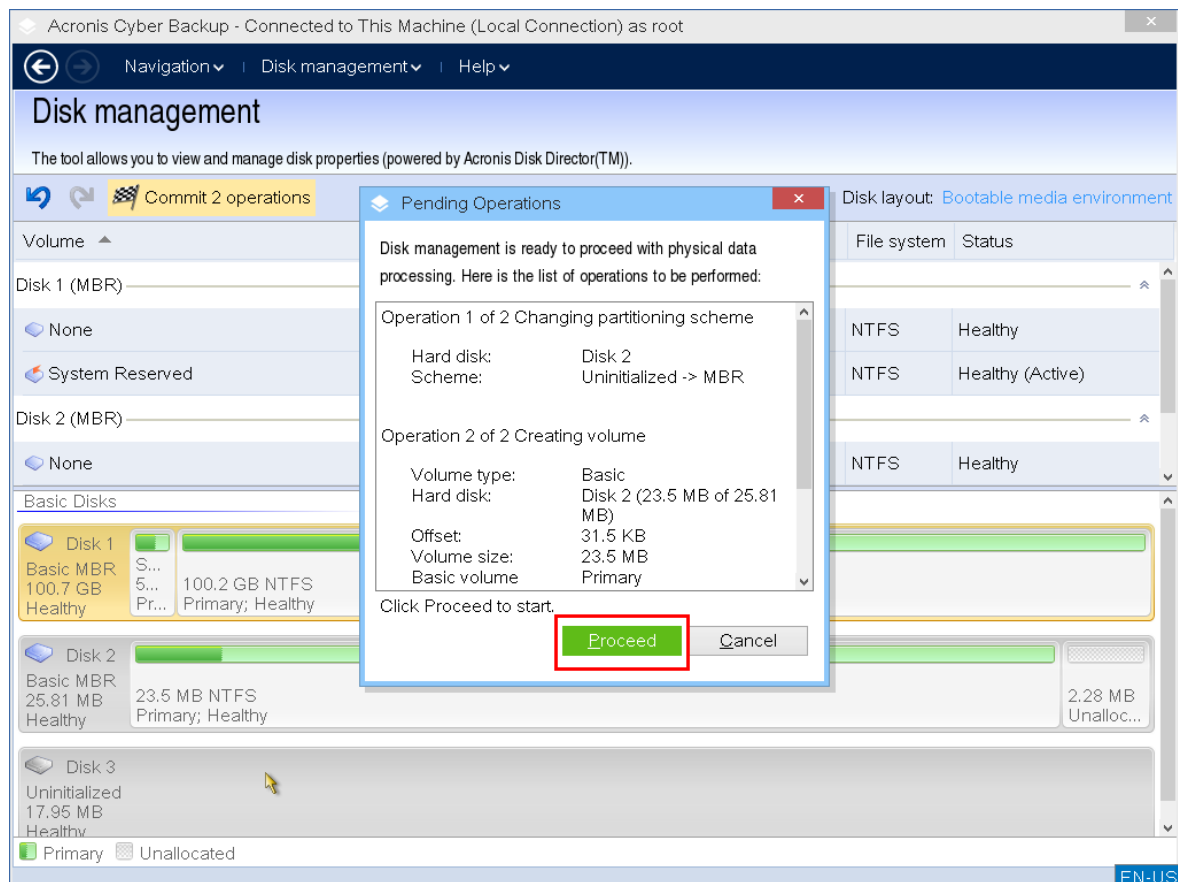 Acronis Cyber Backup - Connected to This Machine (Local Connection) as root
Navigation Disk management Help
Disk management
The tool allows you to view and manage disk properties (powered by Acronis Disk Director(TM)).
Commit 2 operations
Disk layout: Bootable media environment
Volume
File system Status
Disk 1 (MBR)
None NTFS Healthy
System Reserved NTFS Healthy (Active)
Disk 2 (MBR)
None NTFS Healthy
Pending Operations
Disk management is ready to proceed with physical data
processing. Here is the list of operations to be performed:
Operation 1 of 2 Changing partitioning scheme
Hard disk: Disk 2
Scheme: Uninitialized -> MBR
Operation 2 of 2 Creating volume
Volume type: Basic
Hard disk: Disk 2 (23.5 MB of 25.81
MB)
Offset: 31.5 KB
Volume size: 23.5 MB
Basic volume Primary
Click Proceed to start.
Proceed Cancel
Basic Disks
Disk 1
Basic MBR
100.7 GB
Healthy
S...
5...
Pr...
100.2 GB NTFS
Primary; Healthy
Disk 2
Basic MBR
25.81 MB
Healthy
23.5 MB NTFS
Primary; Healthy
2.28 MB
Unalloc...
Disk 3
Uninitialized
17.95 MB
Healthy
Primary Unallocated
EN-US